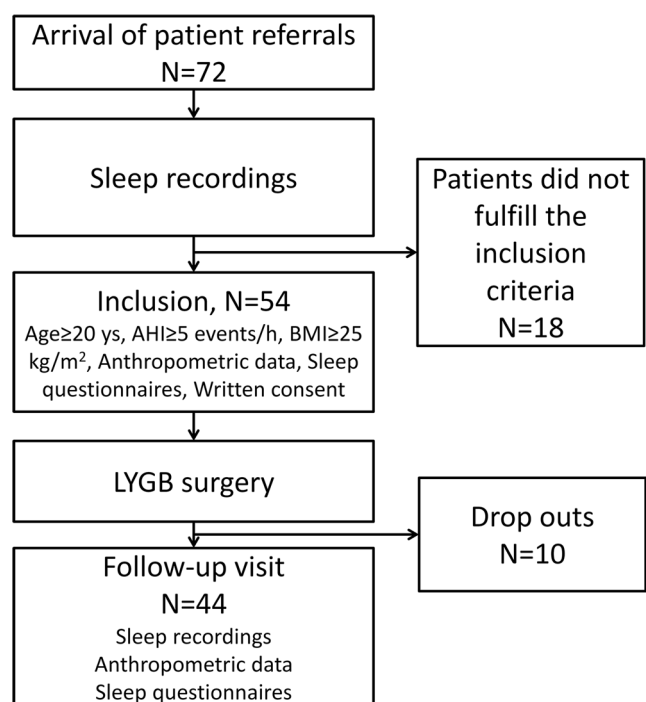 Arrival of patient referrals
N=72
Sleep recordings
Patients did not
fulfill the
inclusion
criteria
N=18
Inclusion, N=54
Age≥20 ys, AHI≥5 events/h, BMI≥25
kg/m², Anthropometric data, Sleep
questionnaires, Written consent
LYGB surgery
Drop outs
N=10
Follow-up visit
N=44
Sleep recordings
Anthropometric data
Sleep questionnaires